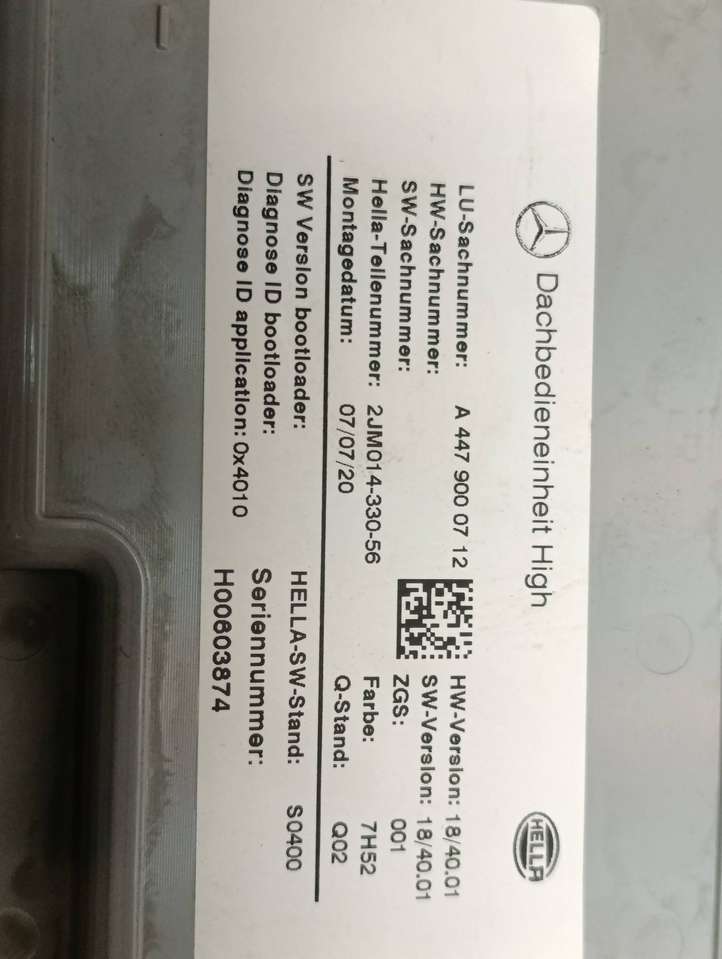 Dachbedieneinheit High
HELLA
LU-Sachnummer: A 447 900 07 12 HW-Version: 18/40.01
HW-Sachnummer: SW-Version: 18/40.01
SW-Sachnummer: ZGS: 001
Hella-Teilenummer: 2JM014-330-56 Farbe: 7H52
Montagedatum: 07/07/20 Q-Stand: Q02
SW Version bootloader: HELLA-SW-Stand: S0400
Diagnose ID bootloader: Seriennummer:
Diagnose ID application: 0x4010 H00603874